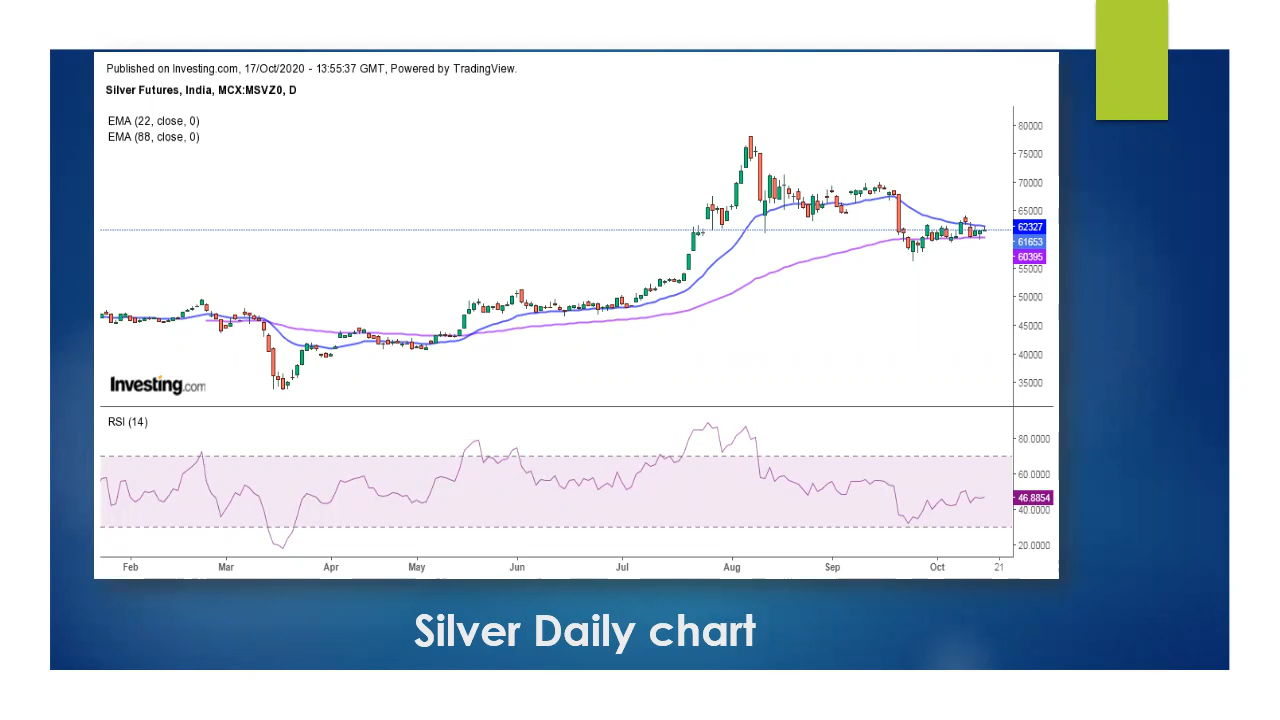 Published on Investing.com, 17/Oct/2020 - 13:55:37 GMT, Powered by TradingView.
Silver Futures, India, MCX:MSVZ0, D
EMA (22, close, 0)
EMA (88, close, 0)
80000
75000
70000
65000
62327
61653
60395
55000
50000
45000
40000
35000
Investing.com
RSI (14)
80.0000
60.0000
46.8854
40.0000
20.0000
Feb Mar Apr May Jun Jul Aug Sep Oct 21
Silver Daily chart